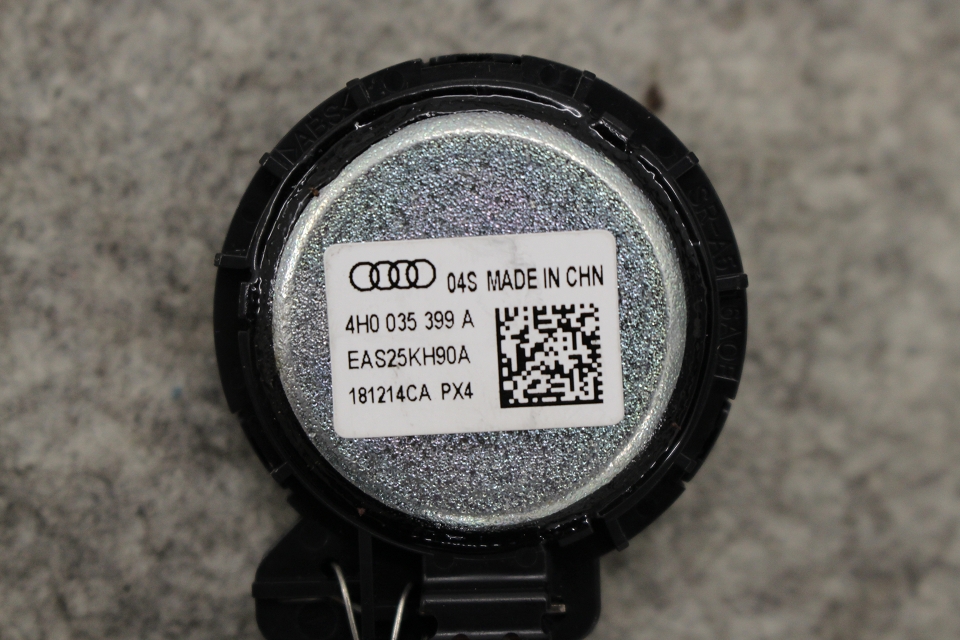 04S MADE IN CHN
4H0 035 399 A
EAS25KH90A
181214CA PX4